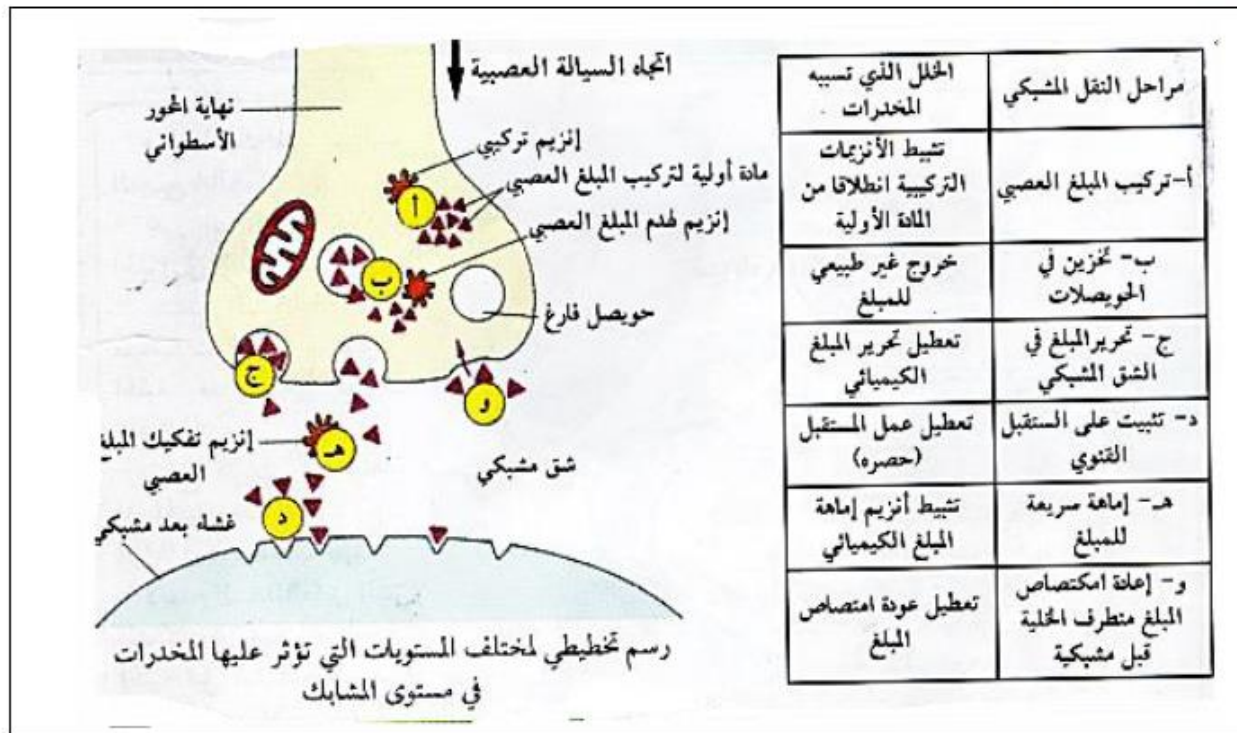 اتجاه السيالة العصبية
نهاية المحور
الأسطواني
إنزيم تركيبي
مادة أولية لتركيب المبلغ العصبي
إنزيم لهدم المبلغ العصبي
أ
ب
حويصل فارغ
ج
و
إنزيم تفكيك المبلغ
العصبي
هـ
شق مشبكي
د
غشاء بعد مشبكي
رسم تخطيطي لمختلف المستويات التي تؤثر عليها المخدرات
في مستوى المشابك
مراحل النقل المشبكي
الخلل الذي تسببه
المخدرات
أ-تركيب المبلغ العصبي
تثبيط الأنزيمات
التركيبية انطلاقا من
المادة الأولية
ب- تخزين في
الحويصلات
خروج غير طبيعي
للمبلغ
ج- تحرير المبلغ في
الشق المشبكي
تعطيل تحرير المبلغ
الكيميائي
د- تثبيت على الستقبل
القنوي
تعطيل عمل المستقبل
(حصره)
هـ- إماهة سريعة
للمبلغ
تثبيط أنزيم إماهة
المبلغ الكيميائي
و- إعادة امكتصاص
المبلغ متطرف الخلية
قبل مشبكية
تعطيل عودة امتصاص
المبلغ